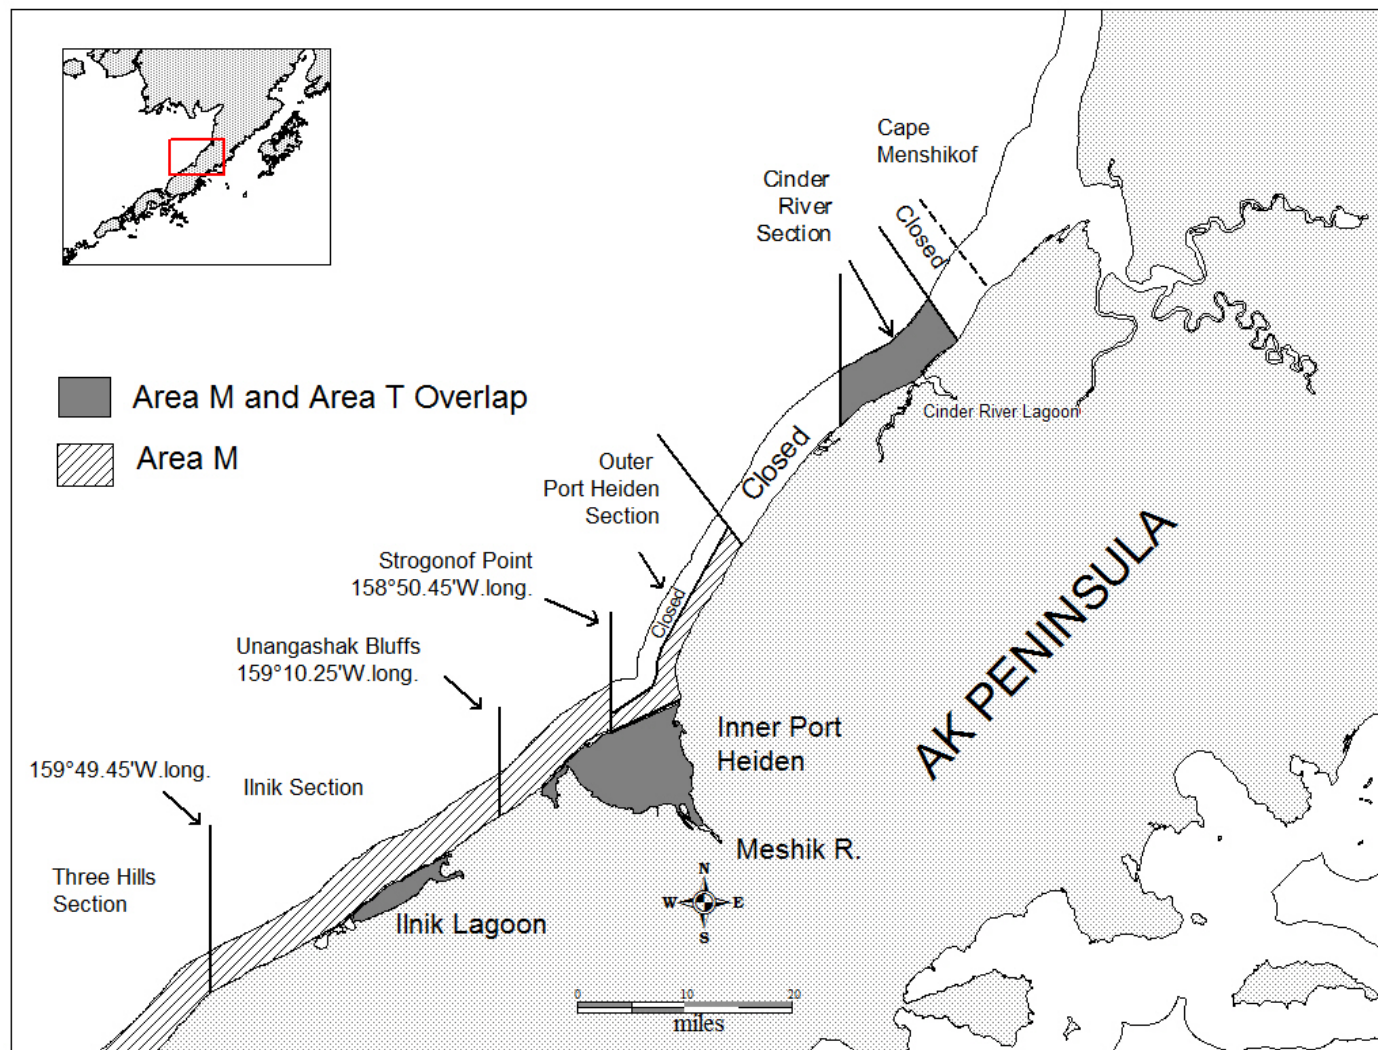 Cape
Menshikof
Cinder
River
Section
Closed
Area M and Area T Overlap
Area M
Cinder River Lagoon
Closed
Outer
Port Heiden
Section
Strogonof Point
158°50.45'W.long.
Closed
Unangashak Bluffs
159°10.25'W.long.
AK PENINSULA
Inner Port
Heiden
159°49.45'W.long.
Ilnik Section
Meshik R.
Three Hills
Section
Ilnik Lagoon
N
W E
S
0 10 20
miles